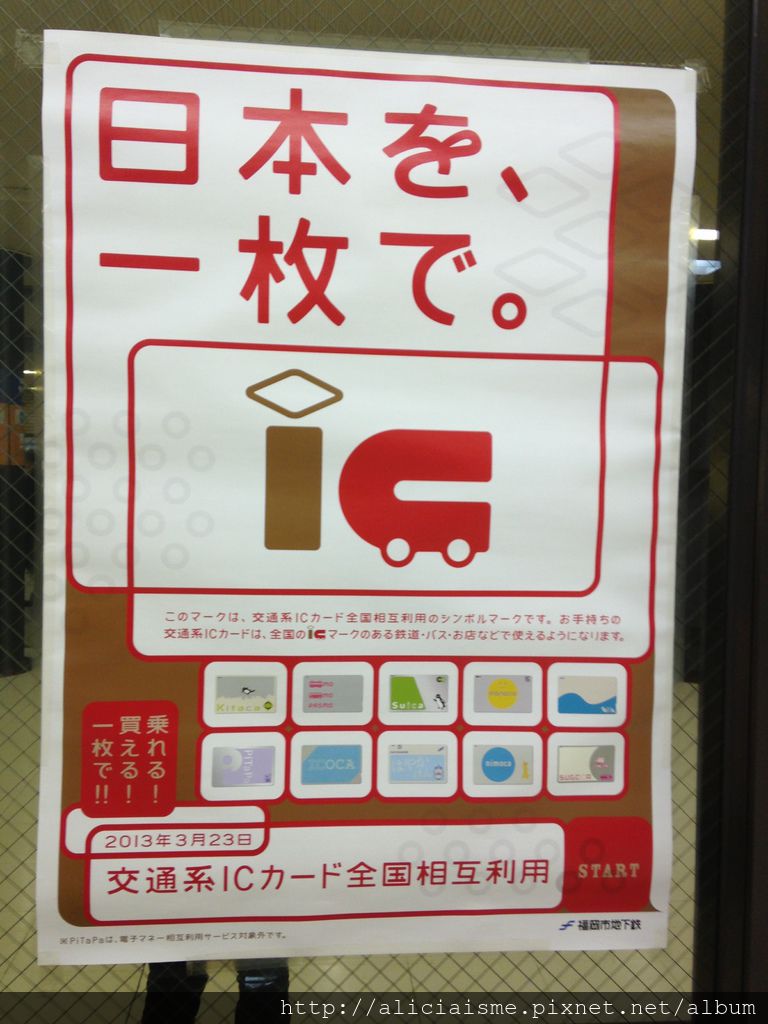 日本を、
一枚で。
ic
このマークは、交通系ICカード全国相互利用のシンボルマークです。お手持ちの
交通系ICカードは、全国のicマークのある鉄道・バス・お店などで使えるようになります。
Kitaca
Suica
manaca
PiTaPa
ICOCA
はやかけん
nimoca
SUGOCA
乗れる!
買える!
一枚で!!
2013年3月23日
交通系ICカード全国相互利用
START
福岡市地下鉄
※PiTaPaは、電子マネー相互利用サービス対象外です。
http://aliciaisme.pixnet.net/album